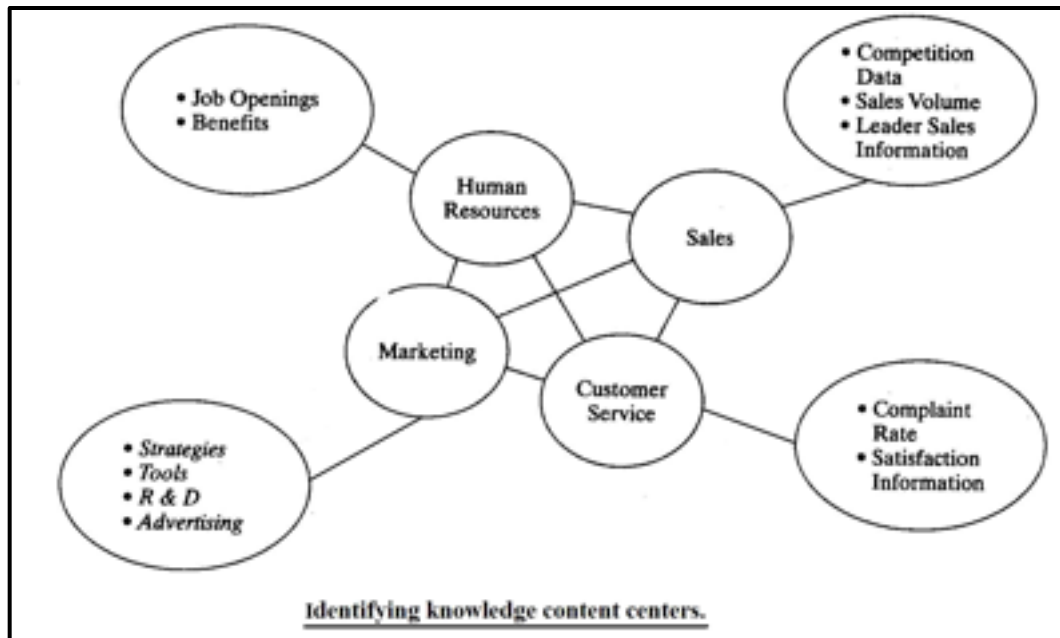 • Job Openings
• Benefits
• Competition
Data
• Sales Volume
• Leader Sales
Information
Human
Resources
Sales
Marketing
Customer
Service
• Strategies
• Tools
• R & D
• Advertising
• Complaint
Rate
• Satisfaction
Information
Identifying knowledge content centers.